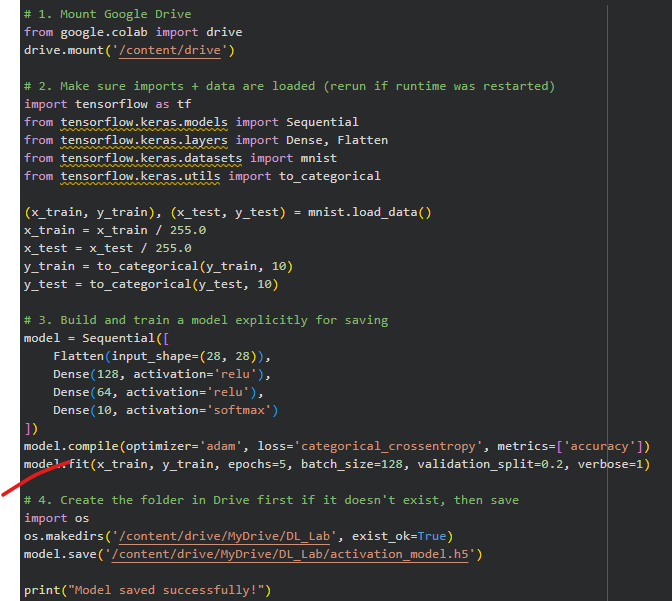 # 1. Mount Google Drive
from google.colab import drive
drive.mount('/content/drive')
# 2. Make sure imports + data are loaded (rerun if runtime was restarted)
import tensorflow as tf
from tensorflow.keras.models import Sequential
from tensorflow.keras.layers import Dense, Flatten
from tensorflow.keras.datasets import mnist
from tensorflow.keras.utils import to_categorical
(x_train, y_train), (x_test, y_test) = mnist.load_data()
x_train = x_train / 255.0
x_test = x_test / 255.0
y_train = to_categorical(y_train, 10)
y_test = to_categorical(y_test, 10)
# 3. Build and train a model explicitly for saving
model = Sequential([
    Flatten(input_shape=(28, 28)),
    Dense(128, activation='relu'),
    Dense(64, activation='relu'),
    Dense(10, activation='softmax')
])
model.compile(optimizer='adam', loss='categorical_crossentropy', metrics=['accuracy'])
model.fit(x_train, y_train, epochs=5, batch_size=128, validation_split=0.2, verbose=1)
# 4. Create the folder in Drive first if it doesn't exist, then save
import os
os.makedirs('/content/drive/MyDrive/DL_Lab', exist_ok=True)
model.save('/content/drive/MyDrive/DL_Lab/activation_model.h5')
print("Model saved successfully!")